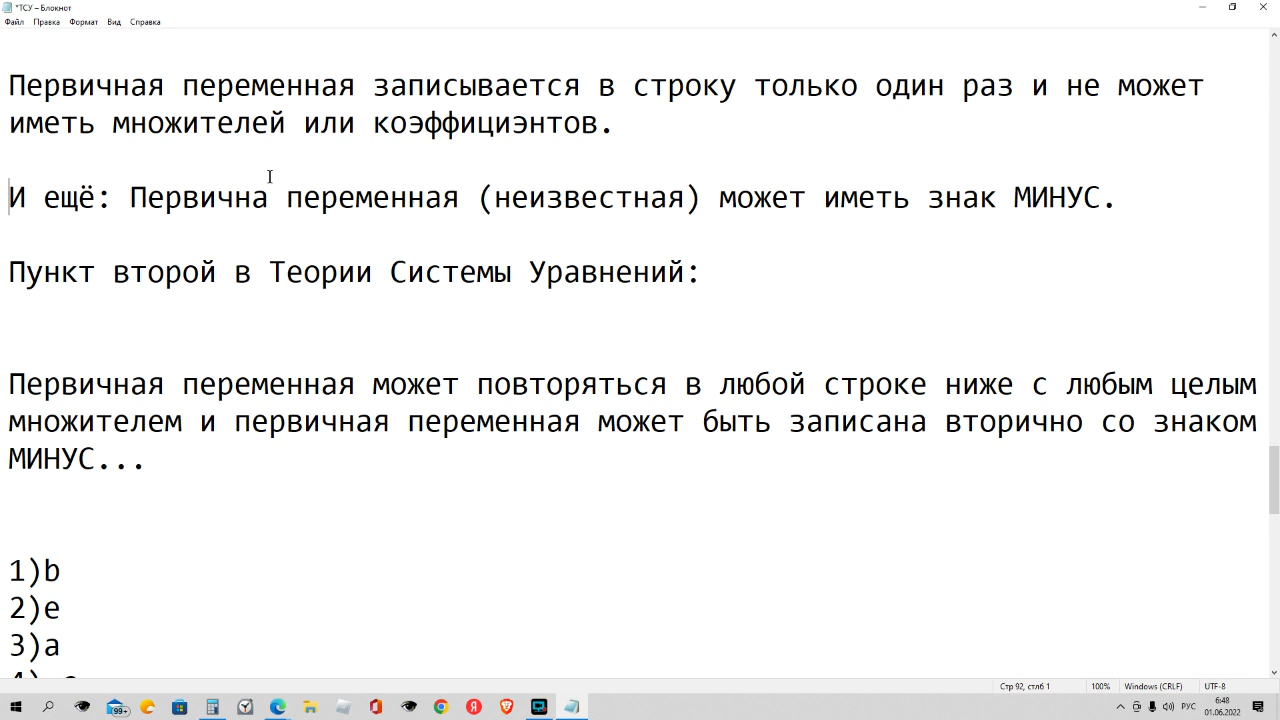 *ТСУ – Блокнот
Файл Правка Формат Вид Справка
Первичная переменная записывается в строку только один раз и не может
иметь множителей или коэффициэнтов.
И ещё: Первична переменная (неизвестная) может иметь знак МИНУС.
Пункт второй в Теории Системы Уравнений:
Первичная переменная может повторяться в любой строке ниже с любым целым
множителем и первичная переменная может быть записана вторично со знаком
МИНУС...
1)b
2)e
3)a
Стр 92, стлб 1 100% Windows (CRLF) UTF-8
99+ РУС 6:48
01.06.2022